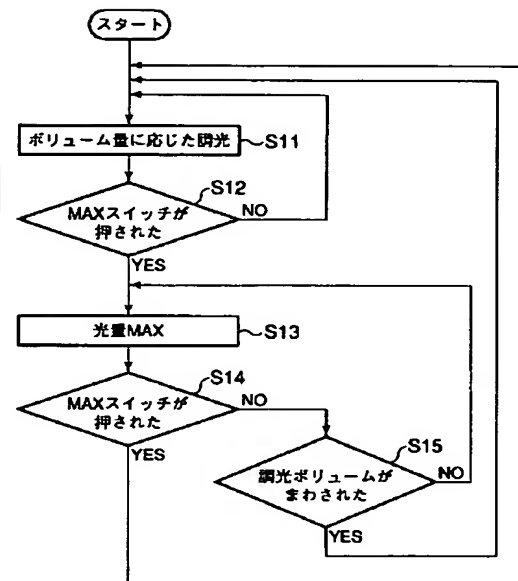 スタート
ボリューム量に応じた調光
S11
S12
MAXスイッチが
押された
NO
YES
光量MAX
S13
S14
MAXスイッチが
押された
NO
YES
S15
調光ボリュームが
まわされた
NO
YES